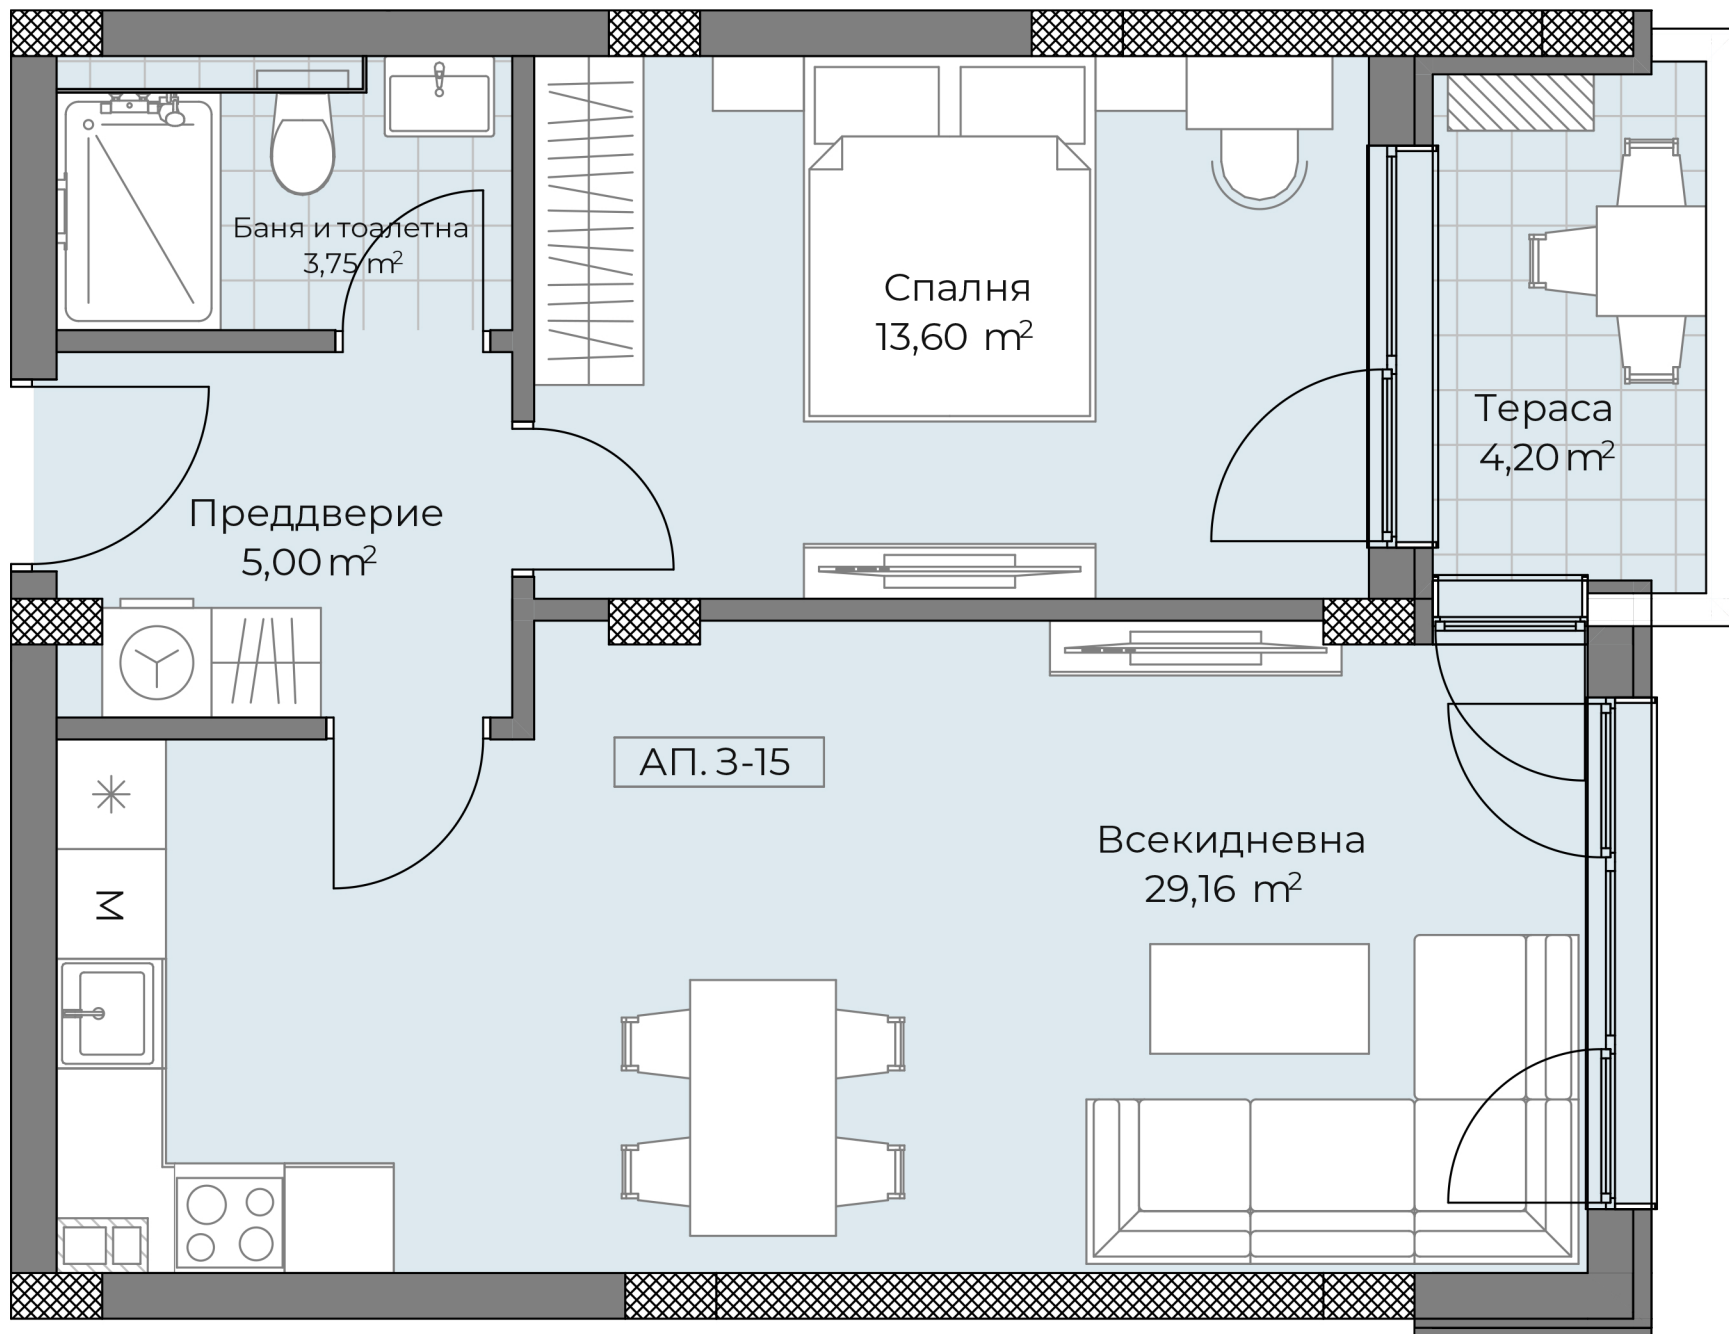 Баня и тоалетна
3,75 m²
Спалня
13,60 m²
Тераса
4,20 m²
Преддверие
5,00 m²
АП. З-15
Всекидневна
29,16 m²
М